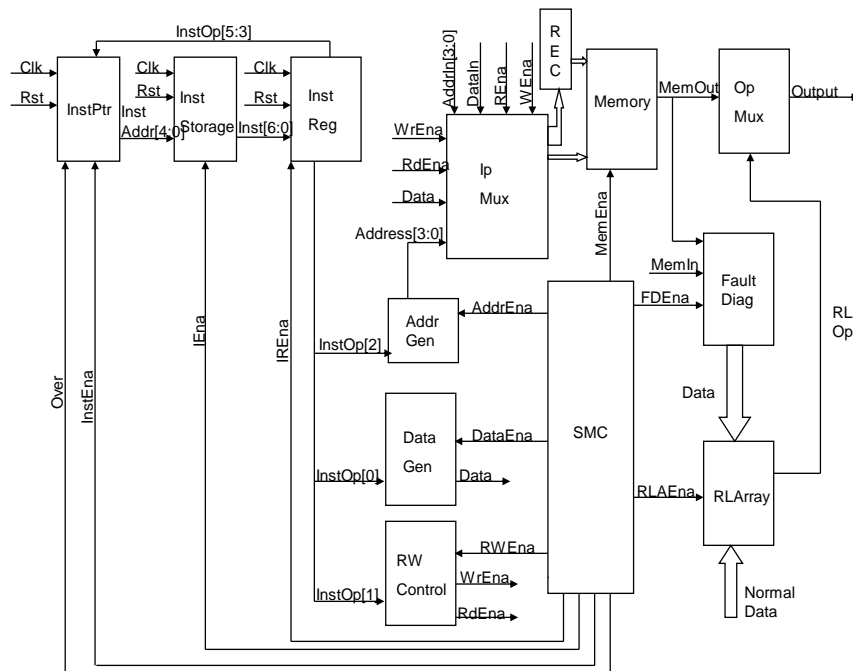 InstOp[5:3]
Clk
Rst
InstPtr
Inst
Addr[4:0]
Clk
Rst
Inst
Storage
Inst[6:0]
Clk
Rst
Inst
Reg
AddrIn[3:0]
DataIn
REna
WEna
R
E
C
Memory
MemOut
Op
Mux
Output
WrEna
RdEna
Data
Address[3:0]
Ip
Mux
MemEna
MemIn
Fault
Diag
FDEna
RL
Op
Addr
Gen
AddrEna
InstOp[2]
Over
InstEna
IEna
IREna
Data
Data
Gen
DataEna
SMC
InstOp[0]
Data
RLAEna
RLArray
RW
Control
RWEna
WrEna
InstOp[1]
RdEna
Normal
Data